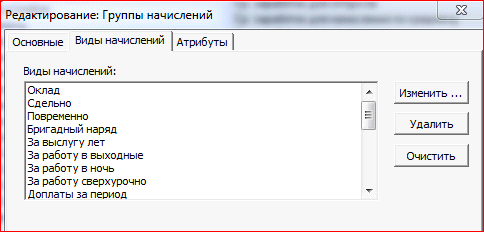 Редактирование: Группы начислений
Основные Виды начислений Атрибуты
Виды начислений:
Оклад
Сдельно
Повременно
Бригадный наряд
За выслугу лет
За работу в выходные
За работу в ночь
За работу сверхурочно
Доплаты за период
Изменить ...
Удалить
Очистить